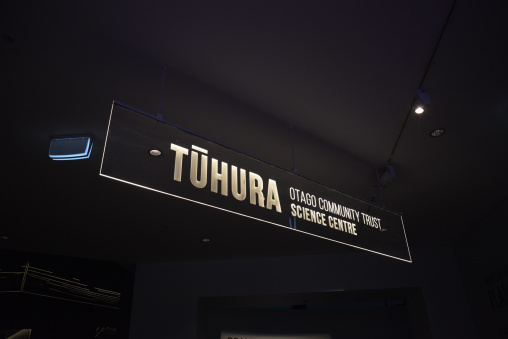 TŪHURA
OTAGO COMMUNITY TRUST
SCIENCE CENTRE